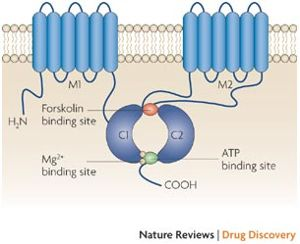 M1
M2
Forskolin
binding site
H₂N
C1
C2
Mg²⁺
binding site
ATP
binding site
COOH
Nature Reviews | Drug Discovery